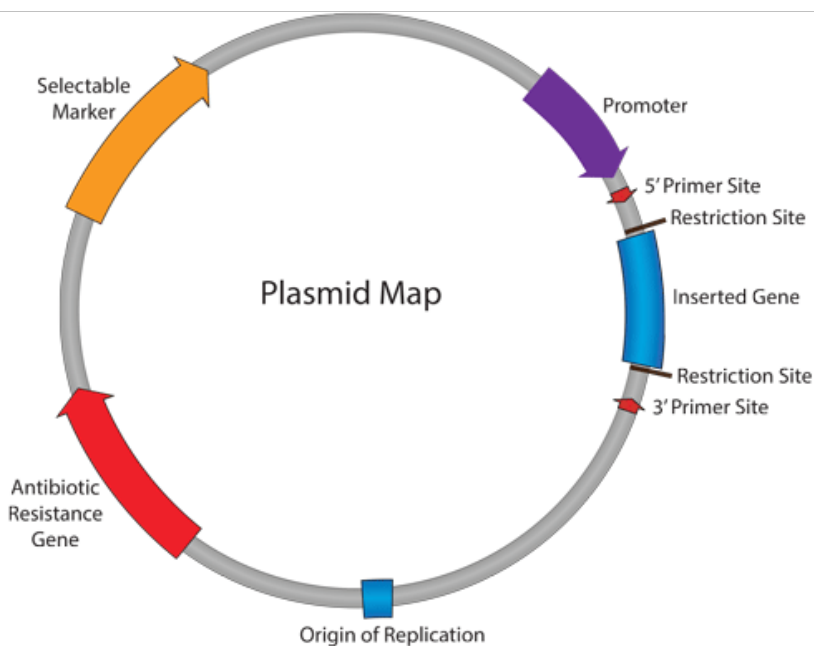 Selectable
Marker
Promoter
5' Primer Site
Restriction Site
Plasmid Map
Inserted Gene
Restriction Site
3' Primer Site
Antibiotic
Resistance
Gene
Origin of Replication